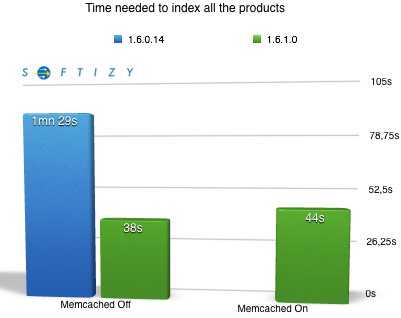 Time needed to index all the products
1.6.0.14 1.6.1.0
S FTIZY
105s
1mn 29s
78,75s
52,5s
38s
44s
26,25s
0s
Memcached Off
Memcached On